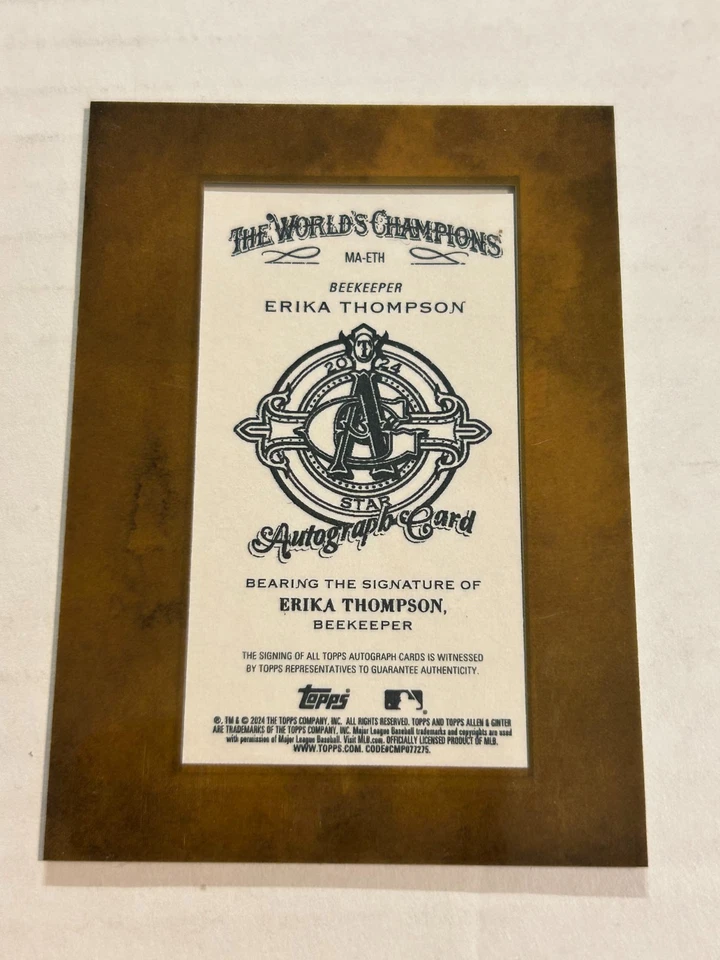 THE WORLD'S CHAMPIONS
MA-ETH
BEEKEEPER
ERIKA THOMPSON
T
2024
A&G
STAR
Autograph Card
BEARING THE SIGNATURE OF
ERIKA THOMPSON,
BEEKEEPER
THE SIGNING OF ALL TOPPS AUTOGRAPH CARDS IS WITNESSED
BY TOPPS REPRESENTATIVES TO GUARANTEE AUTHENTICITY.
topps®
®, TM & © 2024 THE TOPPS COMPANY, INC. ALL RIGHTS RESERVED. TOPPS AND TOPPS ALLEN & GINTER
ARE TRADEMARKS OF THE TOPPS COMPANY, INC. Major League Baseball trademarks and copyrights are used
with permission of Major League Baseball. Visit MLB.com. OFFICIALLY LICENSED PRODUCT OF MLB.
WWW.TOPPS.COM. CODE#CMP077275.